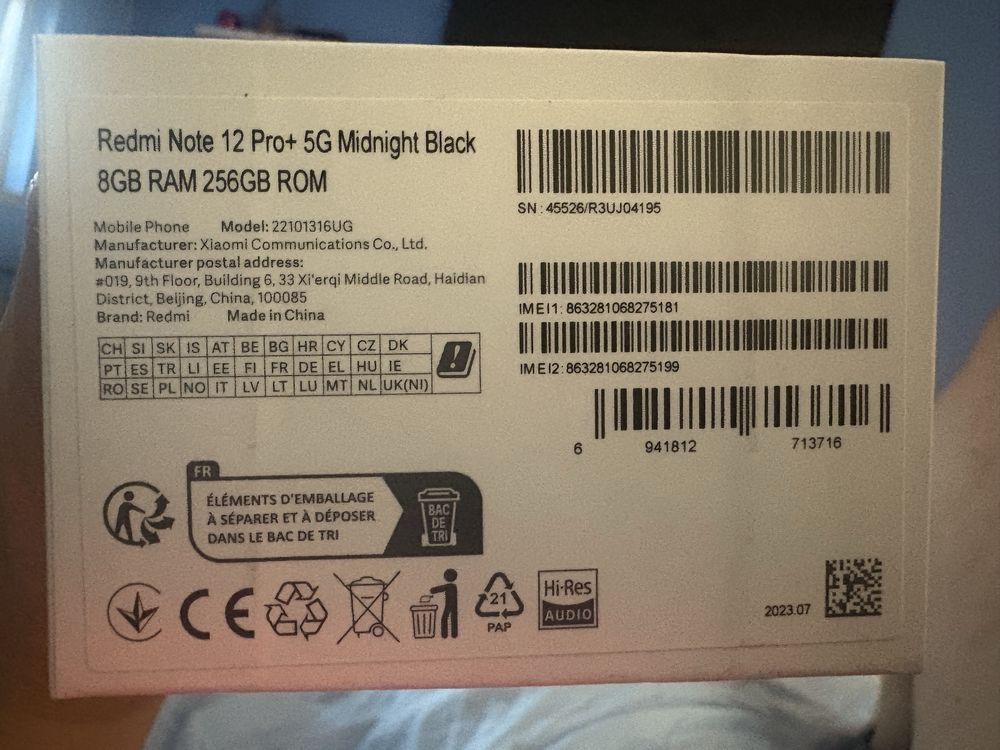 Redmi Note 12 Pro+ 5G Midnight Black
8GB RAM 256GB ROM
Mobile Phone Model: 22101316UG
Manufacturer: Xiaomi Communications Co., Ltd.
Manufacturer postal address:
#019, 9th Floor, Building 6, 33 Xi'erqi Middle Road, Haidian
District, Beijing, China, 100085
Brand: Redmi Made in China
CH SI SK IS AT BE BG HR CY CZ DK
PT ES TR LI EE FI FR DE EL HU IE
RO SE PL NO IT LV LT LU MT NL UK(NI)
SN : 45526/R3UJ04195
IMEI1: 863281068275181
IMEI2: 863281068275199
6 941812 713716
FR
ÉLÉMENTS D'EMBALLAGE
À SÉPARER ET À DÉPOSER
DANS LE BAC DE TRI
BAC
DE
TRI
CE
21
PAP
Hi-Res
AUDIO
2023.07